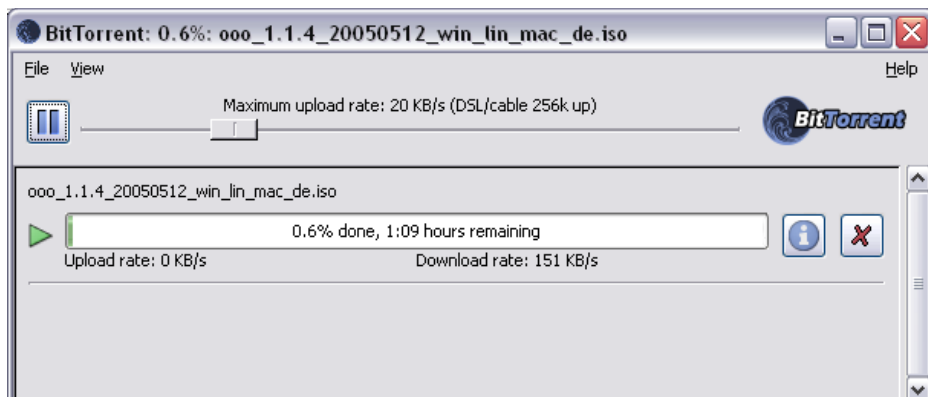 BitTorrent: 0.6%: ooo_1.1.4_20050512_win_lin_mac_de.iso
File View Help
Maximum upload rate: 20 KB/s (DSL/cable 256k up)
BitTorrent
ooo_1.1.4_20050512_win_lin_mac_de.iso
0.6% done, 1:09 hours remaining
Upload rate: 0 KB/s Download rate: 151 KB/s